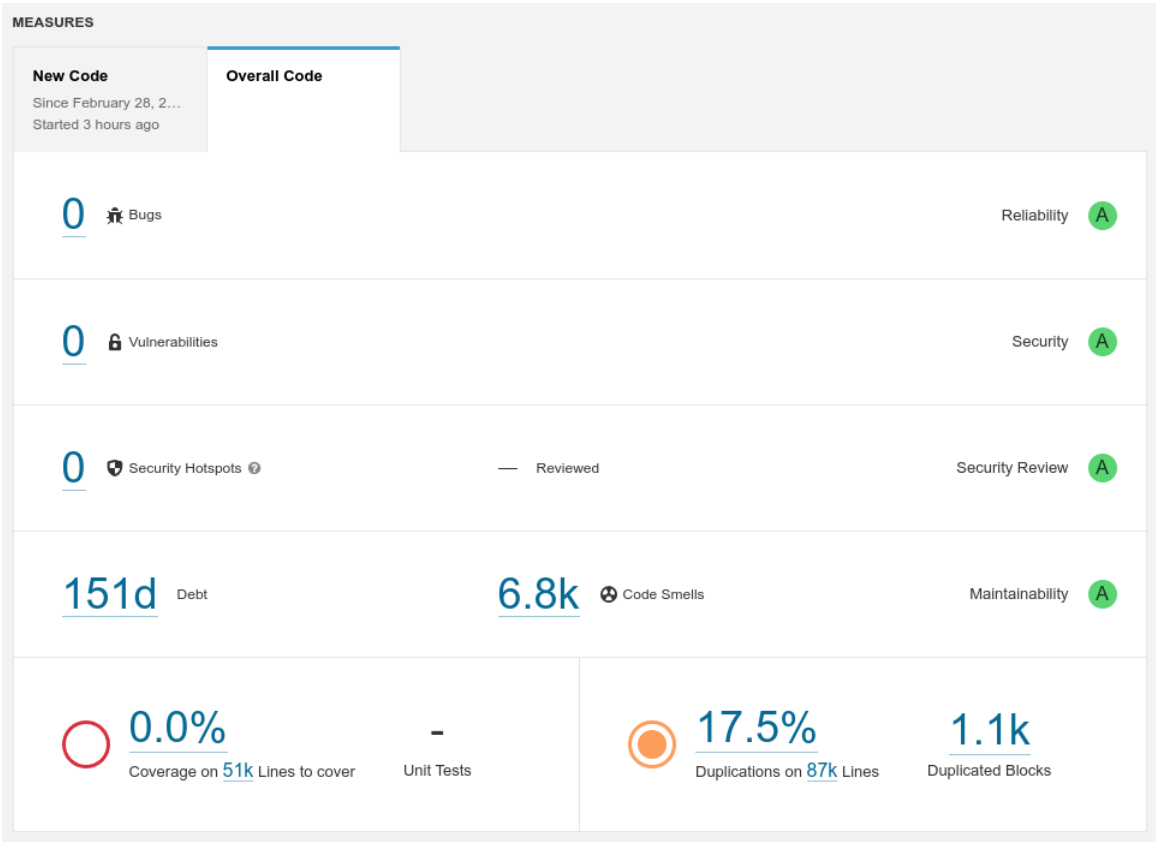 MEASURES
New Code
Since February 28, 2...
Started 3 hours ago
Overall Code
0 Bugs Reliability A
0 Vulnerabilities Security A
0 Security Hotspots ? — Reviewed Security Review A
151d Debt 6.8k Code Smells Maintainability A
0.0% - 17.5% 1.1k
Coverage on 51k Lines to cover Unit Tests Duplications on 87k Lines Duplicated Blocks